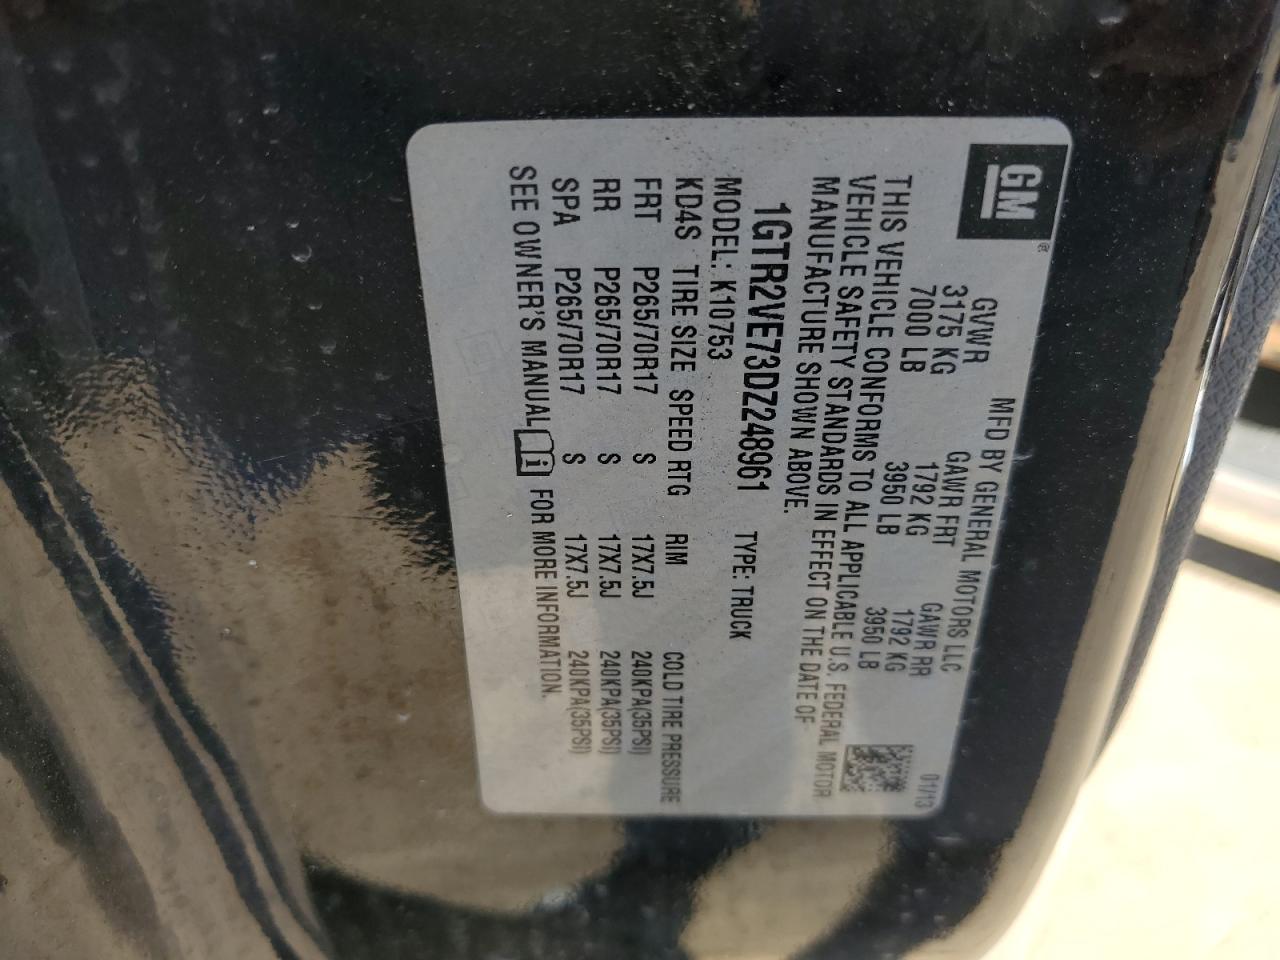 GM®
MFD BY GENERAL MOTORS LLC 01/13
GVWR GAWR FRT GAWR RR
3175 KG 1792 KG 1792 KG
7000 LB 3950 LB 3950 LB
THIS VEHICLE CONFORMS TO ALL APPLICABLE U.S. FEDERAL MOTOR
VEHICLE SAFETY STANDARDS IN EFFECT ON THE DATE OF
MANUFACTURE SHOWN ABOVE.
1GTR2VE73DZ248961 TYPE: TRUCK
MODEL: K10753
KD4S TIRE SIZE SPEED RTG RIM COLD TIRE PRESSURE
FRT P265/70R17 S 17X7.5J 240KPA(35PSI)
RR P265/70R17 S 17X7.5J 240KPA(35PSI)
SPA P265/70R17 S 17X7.5J 240KPA(35PSI)
SEE OWNER'S MANUAL FOR MORE INFORMATION.